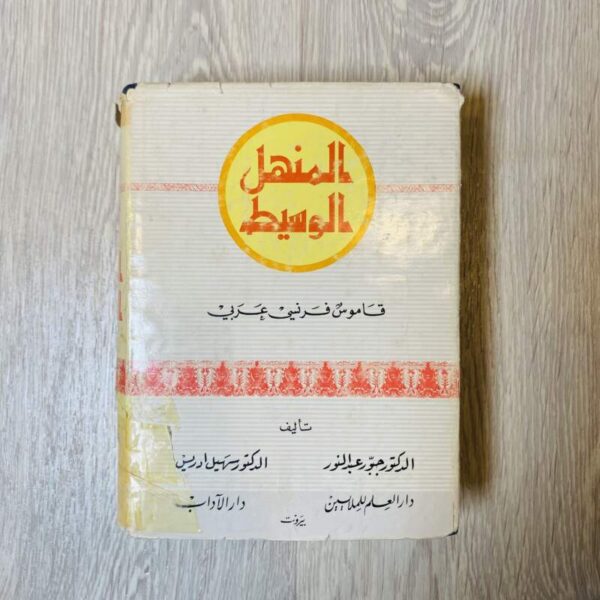 المنهل
الوسيط
قاموس فرنسي عربي
تأليف
الدكتور جبور عبد النور الدكتور سهيل ادريس
دار العلم للملايين دار الآداب
بيروت